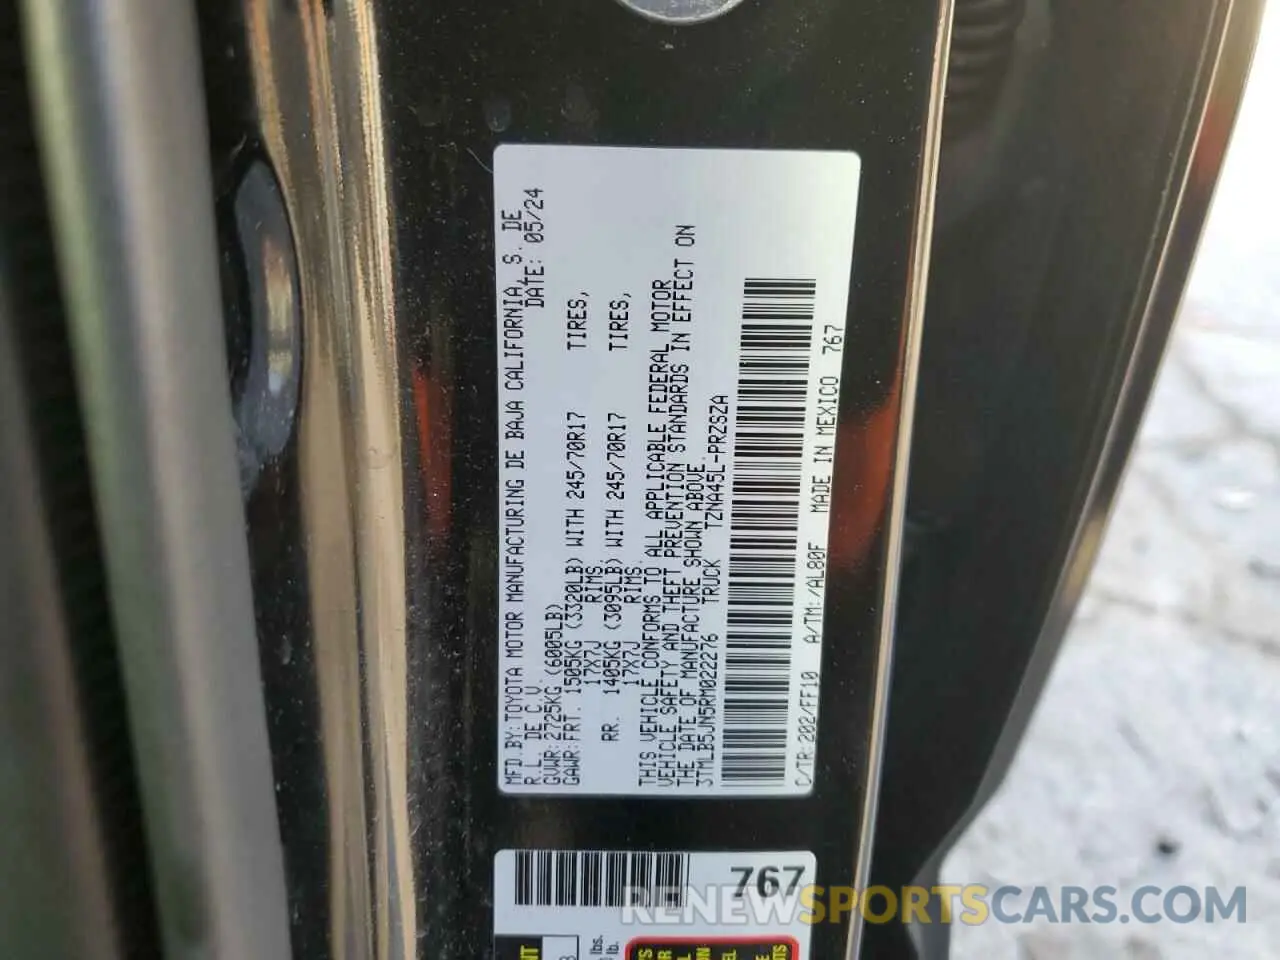 MFD.BY:TOYOTA MOTOR MANUFACTURING DE BAJA CALIFORNIA, S. DE
R.L. DE C.V. DATE: 05/24
GVWR:2725KG (6005LB)
GAWR:FRT. 1505KG (3320LB) WITH 245/70R17 TIRES,
17X7J RIMS.
RR. 1405KG (3095LB) WITH 245/70R17 TIRES,
17X7J RIMS.
THIS VEHICLE CONFORMS TO ALL APPLICABLE FEDERAL MOTOR
VEHICLE SAFETY AND THEFT PREVENTION STANDARDS IN EFFECT ON
THE DATE OF MANUFACTURE SHOWN ABOVE.
3TMLB5JN5RM022276 TRUCK TZNA45L-PRZSZA
C/TR:202/FF10 A/TM:/AL80F MADE IN MEXICO 767
767
RENEWSPORTSCARS.COM
lbs.
lb.